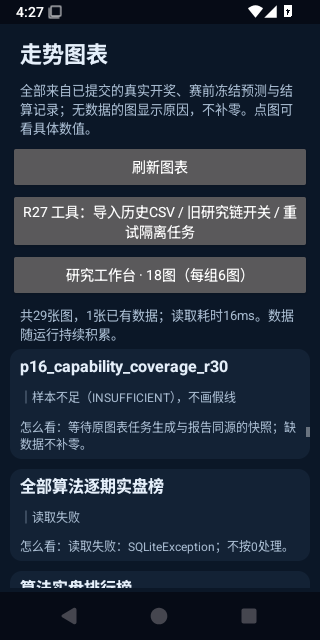 4:27
走势图表
全部来自已提交的真实开奖、赛前冻结预测与结
算记录；无数据的图显示原因，不补零。点图可
看具体数值。
刷新图表
R27 工具：导入历史CSV / 旧研究链开关 / 重
试隔离任务
研究工作台 · 18图（每组6图）
共29张图，1张已有数据；读取耗时16ms。数据
随运行持续积累。
p16_capability_coverage_r30
｜样本不足（INSUFFICIENT），不画假线
怎么看：等待原图表任务生成与报告同源的快照；缺
数据不补零。
全部算法逐期实盘榜
｜读取失败
怎么看：读取失败：SQLiteException；不按0处理。
算法实盘排行榜